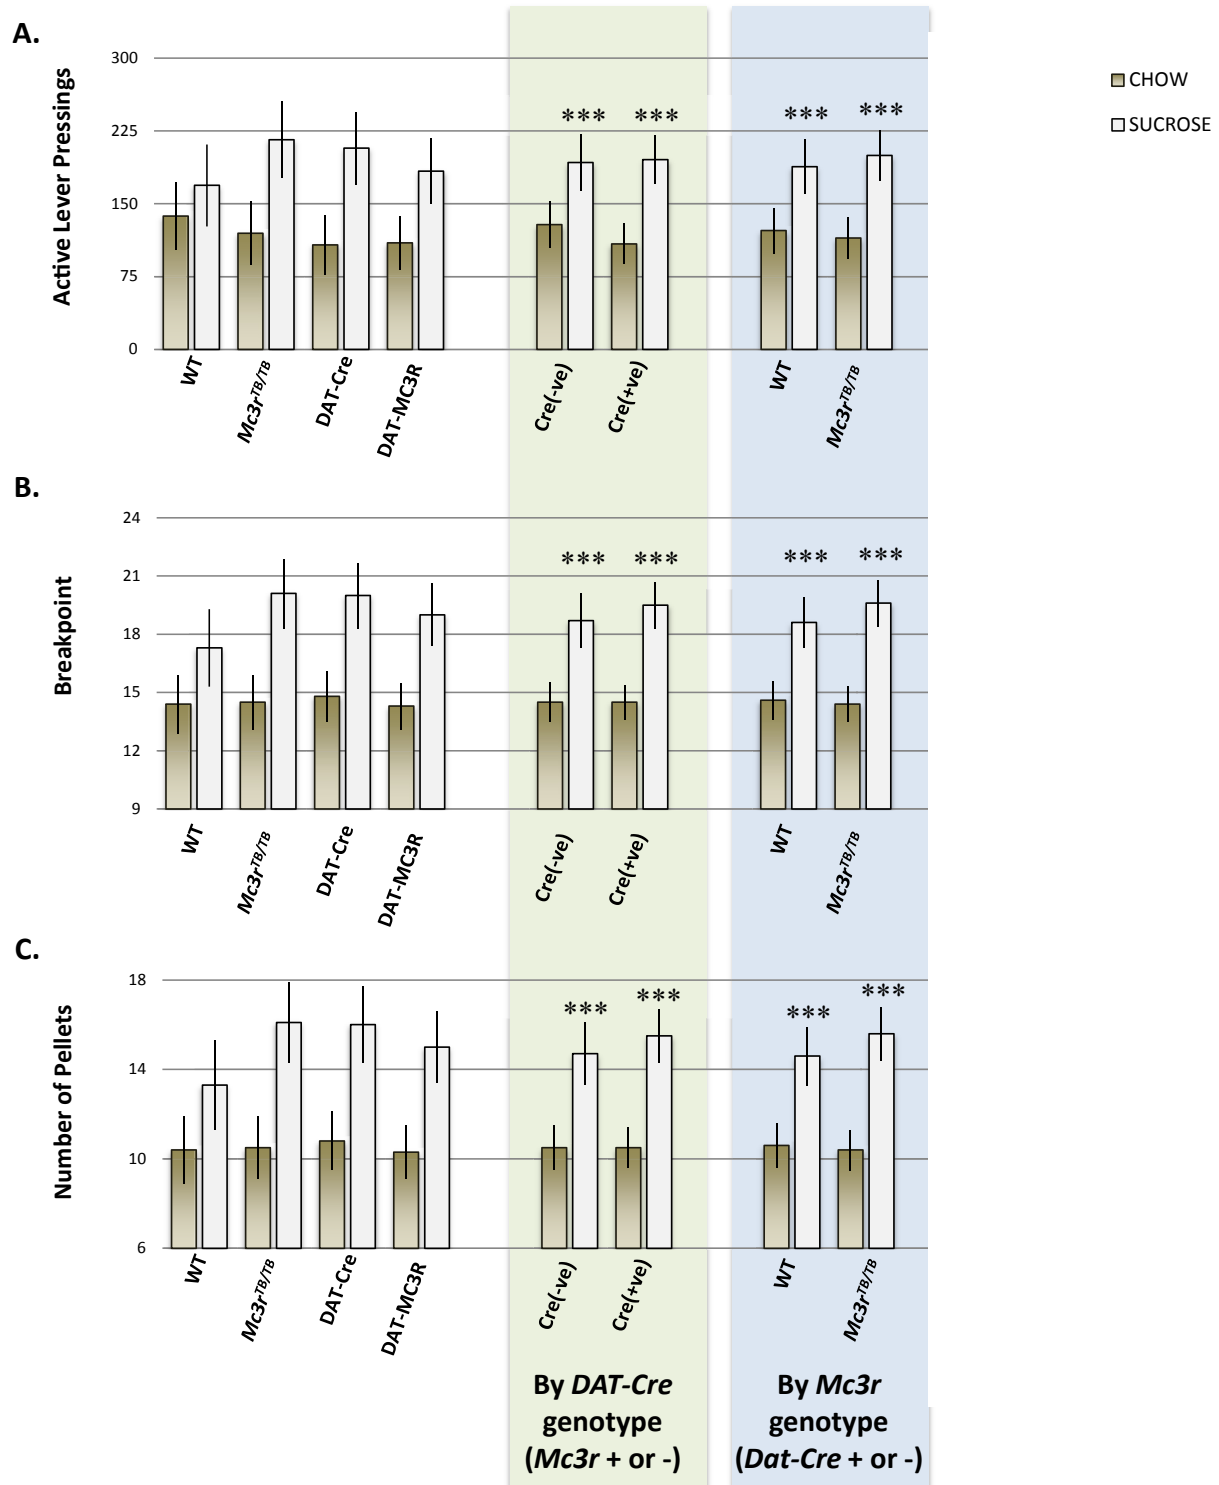 A.
Active Lever Pressings
300
225
150
75
0
*** *** *** ***
WT Mc3rTB/TB DAT-Cre DAT-MC3R Cre(-ve) Cre(+ve) WT Mc3rTB/TB
CHOW
SUCROSE
B.
Breakpoint
24
21
18
15
12
9
*** *** *** ***
WT Mc3rTB/TB DAT-Cre DAT-MC3R Cre(-ve) Cre(+ve) WT Mc3rTB/TB
C.
Number of Pellets
18
14
10
6
*** *** *** ***
WT Mc3rTB/TB DAT-Cre DAT-MC3R Cre(-ve) Cre(+ve) WT Mc3rTB/TB
By DAT-Cre
genotype
(Mc3r + or -)
By Mc3r
genotype
(Dat-Cre + or -)